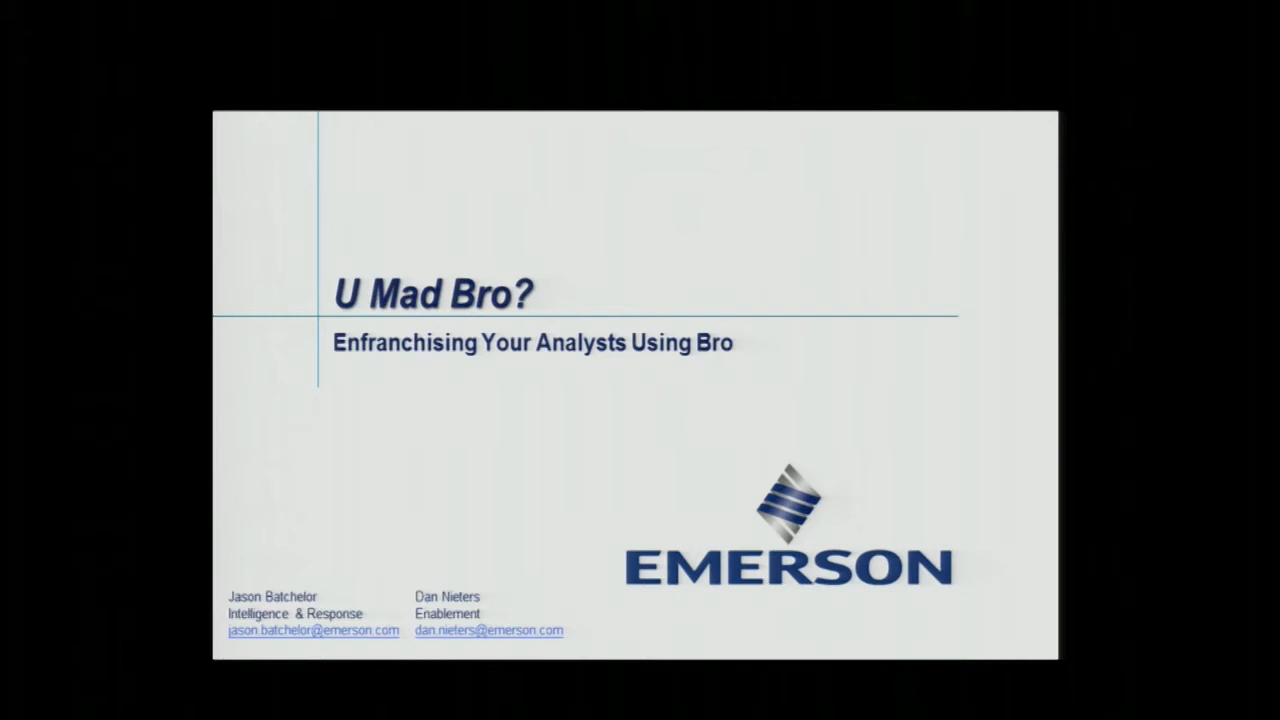 U Mad Bro?
Enfranchising Your Analysts Using Bro
EMERSON
Jason Batchelor
Intelligence & Response
jason.batchelor@emerson.com
Dan Nieters
Enablement
dan.nieters@emerson.com